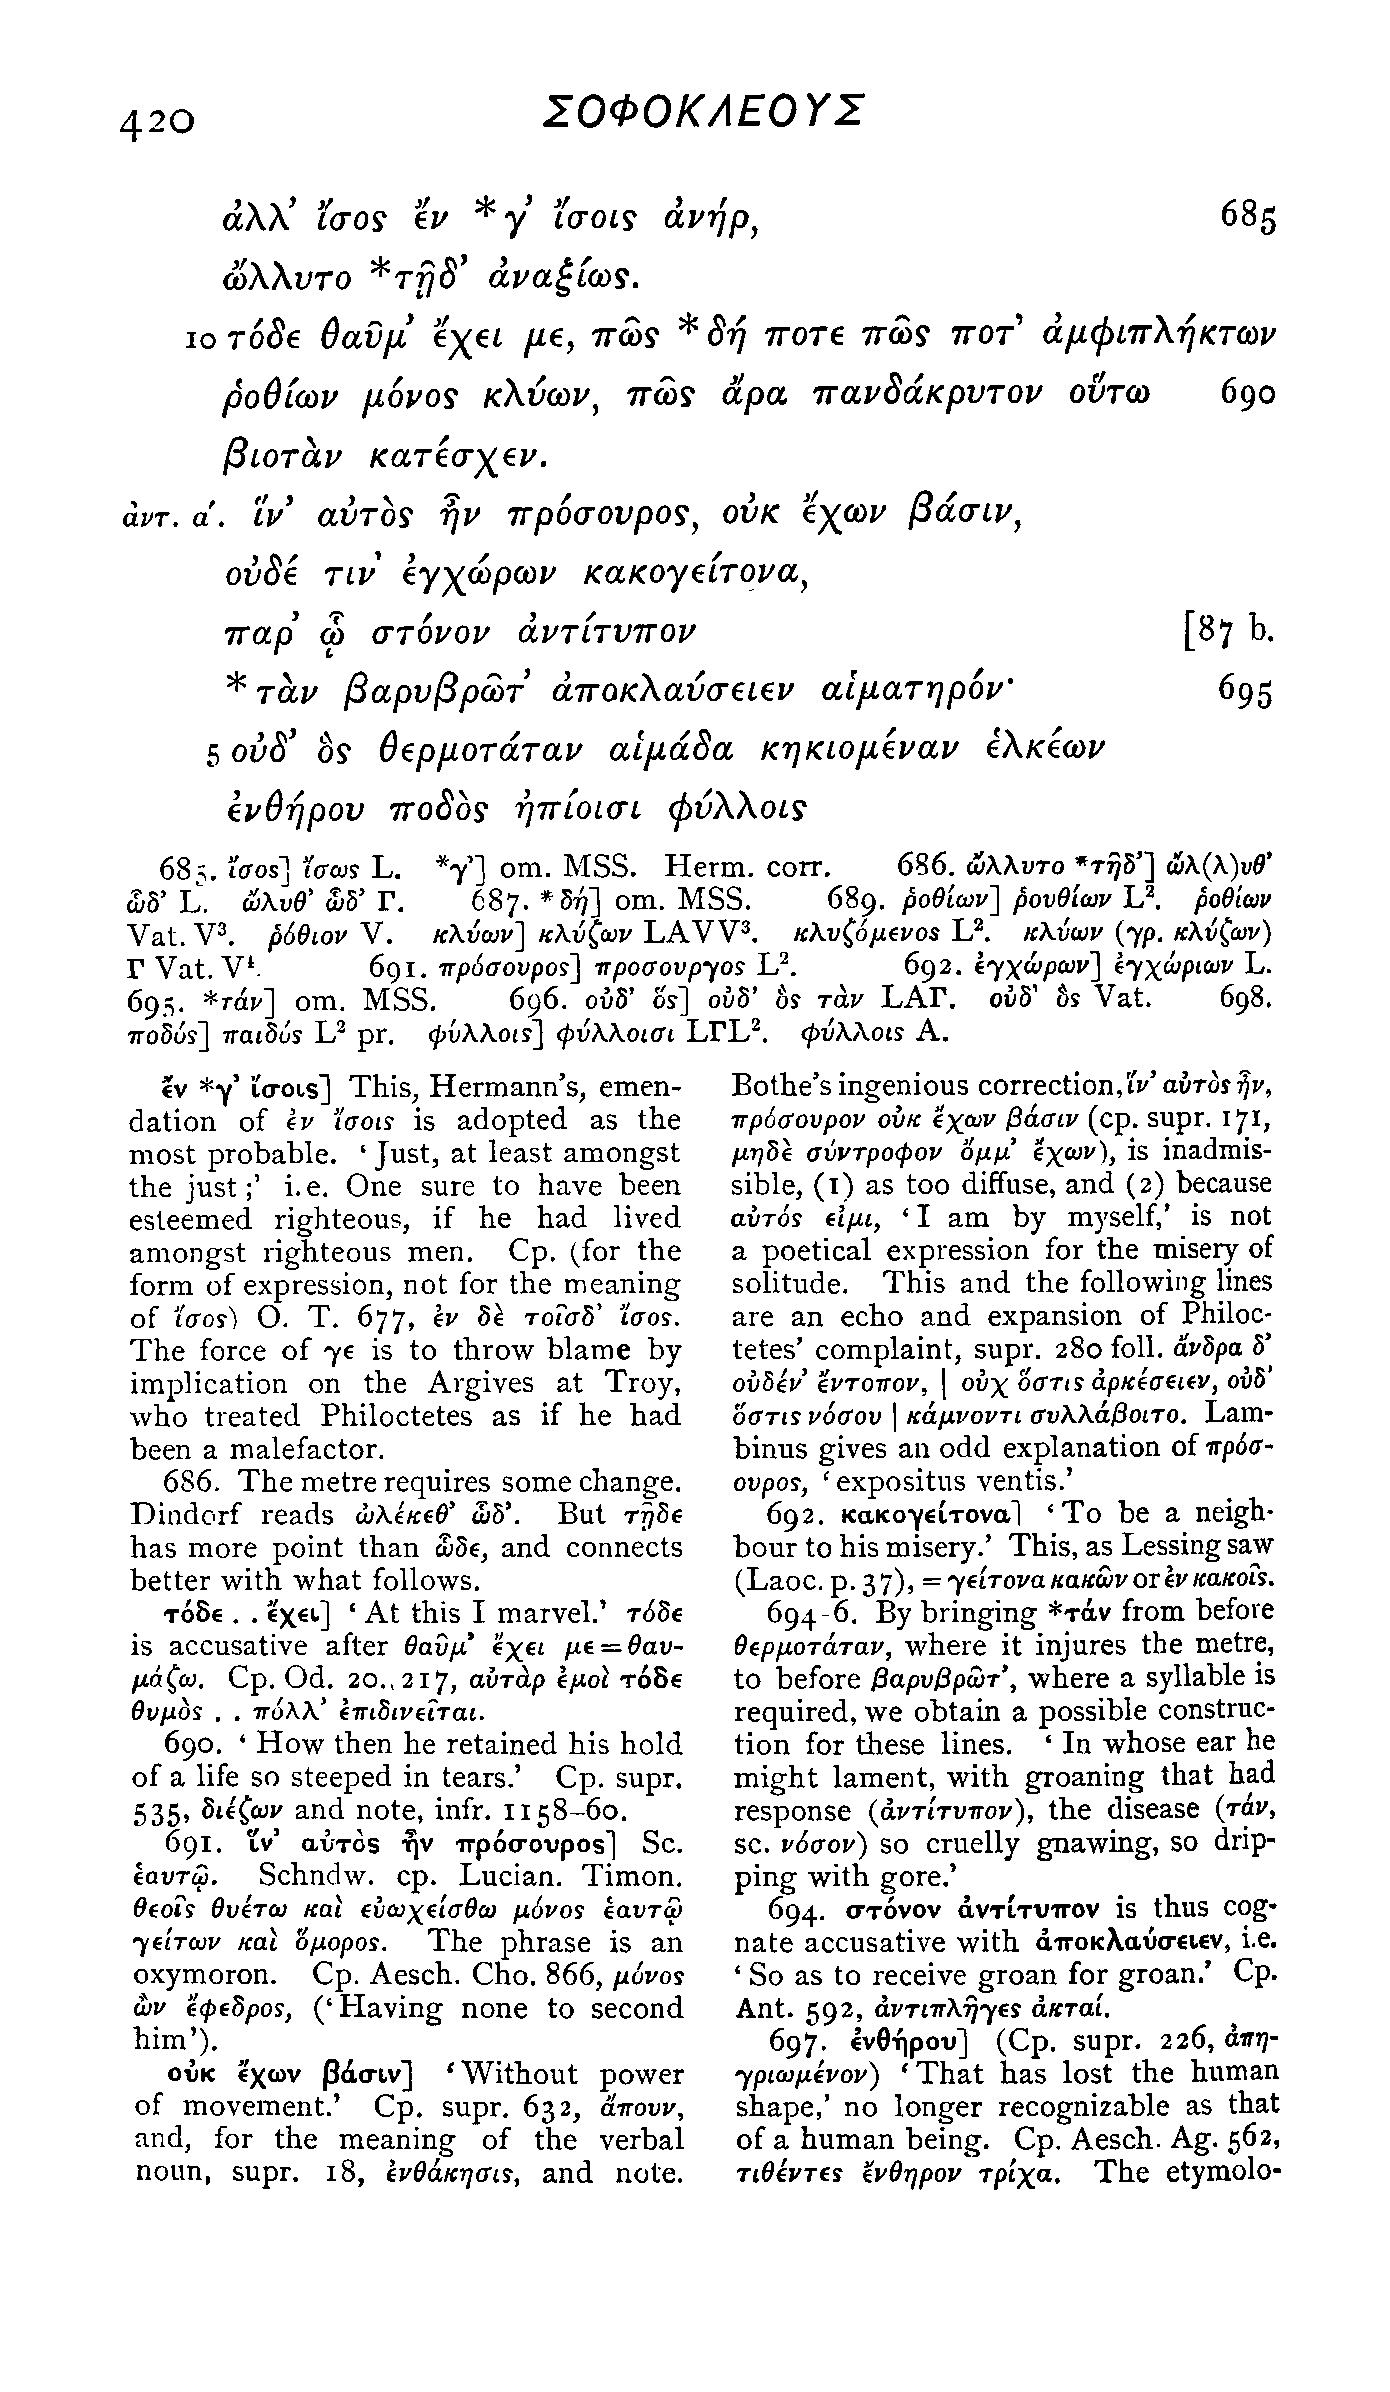 420 ΣΟΦΟΚΛΕΟΥΣ
ἀλλ’ ἴσος ἔν *γ’ ἴσοις ἀνήρ, 685
ὤλλυτο *τῇδ’ ἀναξίως.
10 τόδε θαῦμ’ ἔχει με, πῶς *δή ποτε πῶς ποτ’ ἀμφιπλήκτων
ῥοθίων μόνος κλύων, πῶς ἄρα πανδάκρυτον οὕτω 690
βιοτὰν κατέσχεν.
ἀντ. α’. ἵν’ αὐτὸς ἦν πρόσουρος, οὐκ ἔχων βάσιν,
οὐδέ τιν’ ἐγχώρων κακογείτονα,
παρ’ ᾧ στόνον ἀντίτυπον [87 b.
*τὰν βαρυβρῶτ’ ἀποκλαύσειεν αἱματηρόν· 695
5 οὐδ’ ὃς θερμοτάταν αἱμάδα κηκιομέναν ἑλκέων
ἐνθήρου ποδὸς ἠπίοισι φύλλοις
685. ἴσος] ἴσως L. *γ’] om. MSS. Herm. corr. 686. ὤλλυτο *τῇδ’] ὤλ(λ)υθ’
ὧδ’ L. ὤλυθ’ ὧδ’ Γ. 687. *δή] om. MSS. 689. ῥοθίων] ῥουθίων L². ῥοθίων
Vat. V³. ῥόθιον V. κλύων] κλύζων LAVV³. κλυζόμενος L². κλύων (γρ. κλύζων)
Γ Vat. V⁴. 691. πρόσουρος] προσουργος L². 692. ἐγχώρων] ἐγχώριων L.
695. *τάν] om. MSS. 696. οὐδ’ ὅς] οὐδ’ ὃς τὰν LAΓ. οὐδ’ ὃς Vat. 698.
ποδός] παιδός L² pr. φύλλοις] φύλλοισι LΓL². φύλλοις A.
ἔν *γ’ ἴσοις] This, Hermann’s, emen-
dation of ἐν ἴσοις is adopted as the
most probable. ‘Just, at least amongst
the just;’ i.e. One sure to have been
esteemed righteous, if he had lived
amongst righteous men. Cp. (for the
form of expression, not for the meaning
of ἴσος) O. T. 677, ἐν δὲ τοῖσδ’ ἴσος.
The force of γε is to throw blame by
implication on the Argives at Troy,
who treated Philoctetes as if he had
been a malefactor.
686. The metre requires some change.
Dindorf reads ὠλέκεθ’ ὧδ’. But τῇδε
has more point than ὧδε, and connects
better with what follows.
τόδε . . ἔχει] ‘At this I marvel.’ τόδε
is accusative after θαῦμ’ ἔχει με = θαυ-
μάζω. Cp. Od. 20., 217, αὐτὰρ ἐμοὶ τόδε
θυμὸς . . πόλλ’ ἐπιδινεῖται.
690. ‘How then he retained his hold
of a life so steeped in tears.’ Cp. supr.
535, διέζων and note, infr. 1158–60.
691. ἵν’ αὐτὸς ἦν πρόσουρος] Sc.
ἑαυτῷ. Schndw. cp. Lucian. Timon.
θεοῖς θυέτω καὶ εὐωχείσθω μόνος ἑαυτῷ
γείτων καὶ ὅμορος. The phrase is an
oxymoron. Cp. Aesch. Cho. 866, μόνος
ὢν ἔφεδρος, (‘Having none to second
him’).
οὐκ ἔχων βάσιν] ‘Without power
of movement.’ Cp. supr. 632, ἄπουν,
and, for the meaning of the verbal
noun, supr. 18, ἐνθάκησις, and note.
Bothe’s ingenious correction, ἵν’ αὐτὸς ἦν,
πρόσουρον οὐκ ἔχων βάσιν (cp. supr. 171,
μηδὲ σύντροφον ὄμμ’ ἔχων), is inadmis-
sible, (1) as too diffuse, and (2) because
αὐτός εἰμι, ‘I am by myself,’ is not
a poetical expression for the misery of
solitude. This and the following lines
are an echo and expansion of Philoc-
tetes’ complaint, supr. 280 foll. ἄνδρα δ’
οὐδέν’ ἔντοπον, | οὐχ ὅστις ἀρκέσειεν, οὐδ’
ὅστις νόσου | κάμνοντι συλλάβοιτο. Lam-
binus gives an odd explanation of πρόσ-
ουρος, ‘expositus ventis.’
692. κακογείτονα] ‘To be a neigh-
bour to his misery.’ This, as Lessing saw
(Laoc. p. 37), = γείτονα κακῶν or ἐν κακοῖς.
694-6. By bringing *τάν from before
θερμοτάταν, where it injures the metre,
to before βαρυβρῶτ’, where a syllable is
required, we obtain a possible construc-
tion for these lines. ‘In whose ear he
might lament, with groaning that had
response (ἀντίτυπον), the disease (τάν,
sc. νόσον) so cruelly gnawing, so drip-
ping with gore.’
694. στόνον ἀντίτυπον is thus cog-
nate accusative with ἀποκλαύσειεν, i.e.
‘So as to receive groan for groan.’ Cp.
Ant. 592, ἀντιπλῆγες ἀκταί.
697. ἐνθήρου] (Cp. supr. 226, ἀπη-
γριωμένον) ‘That has lost the human
shape,’ no longer recognizable as that
of a human being. Cp. Aesch. Ag. 562,
τιθέντες ἔνθηρον τρίχα. The etymolo-